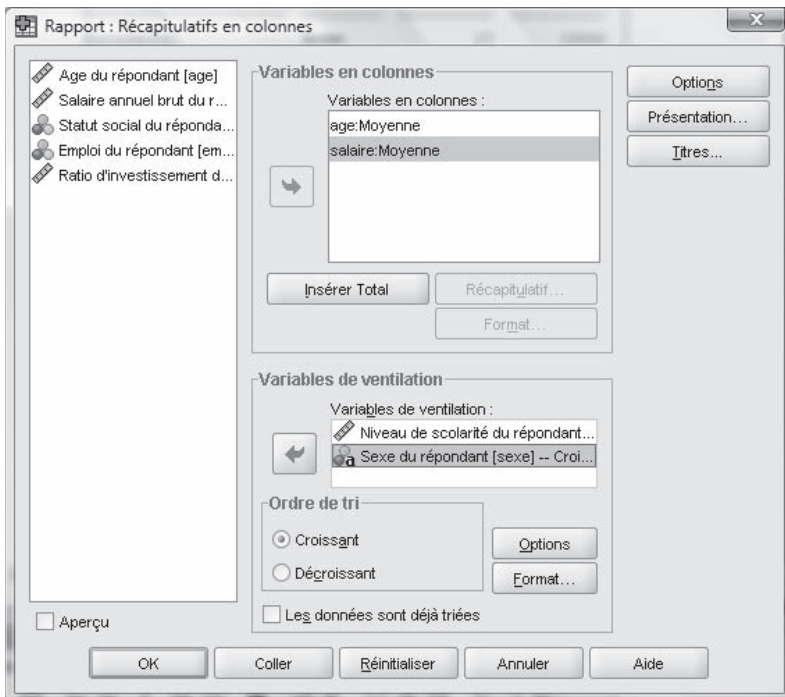 Rapport : Récapitulatifs en colonnes
Age du répondant [age]
Salaire annuel brut du r...
Statut social du réponda...
Emploi du répondant [em...
Ratio d'investissement d...
Aperçu
Variables en colonnes
Variables en colonnes :
age:Moyenne
salaire:Moyenne
Insérer Total
Récapitulatif...
Format...
Variables de ventilation
Variables de ventilation :
Niveau de scolarité du répondant...
a Sexe du répondant [sexe] -- Croi...
Ordre de tri
Croissant
Décroissant
Options
Format...
Les données sont déjà triées
Options
Présentation...
Titres...
OK
Coller
Réinitialiser
Annuler
Aide